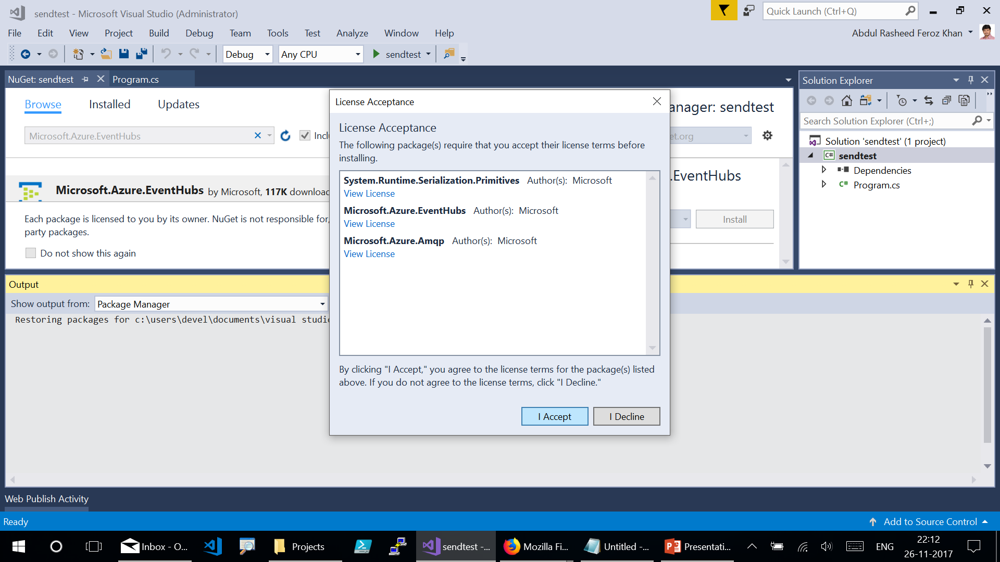 sendtest - Microsoft Visual Studio (Administrator)
Quick Launch (Ctrl+Q)
File Edit View Project Build Debug Team Tools Test Analyze Window Help
Abdul Rasheed Feroz Khan
Debug Any CPU sendtest
NuGet: sendtest Program.cs
Browse Installed Updates
anager: sendtest
Microsoft.Azure.EventHubs
Incl
et.org
Microsoft.Azure.EventHubs by Microsoft, 117K downloac
.EventHubs
Each package is licensed to you by its owner. NuGet is not responsible for,
party packages.
Install
Do not show this again
License Acceptance
License Acceptance
The following package(s) require that you accept their license terms before
installing.
System.Runtime.Serialization.Primitives Author(s): Microsoft
View License
Microsoft.Azure.EventHubs Author(s): Microsoft
View License
Microsoft.Azure.Amqp Author(s): Microsoft
View License
By clicking "I Accept," you agree to the license terms for the package(s) listed
above. If you do not agree to the license terms, click "I Decline."
I Accept I Decline
Solution Explorer
Search Solution Explorer (Ctrl+;)
Solution 'sendtest' (1 project)
C# sendtest
Dependencies
C# Program.cs
Output
Show output from: Package Manager
Restoring packages for c:\users\devel\documents\visual studio
Web Publish Activity
Ready
Add to Source Control
Inbox - O...
Projects
sendtest -...
Mozilla Fi...
Untitled -...
Presentati...
ENG
22:12
26-11-2017